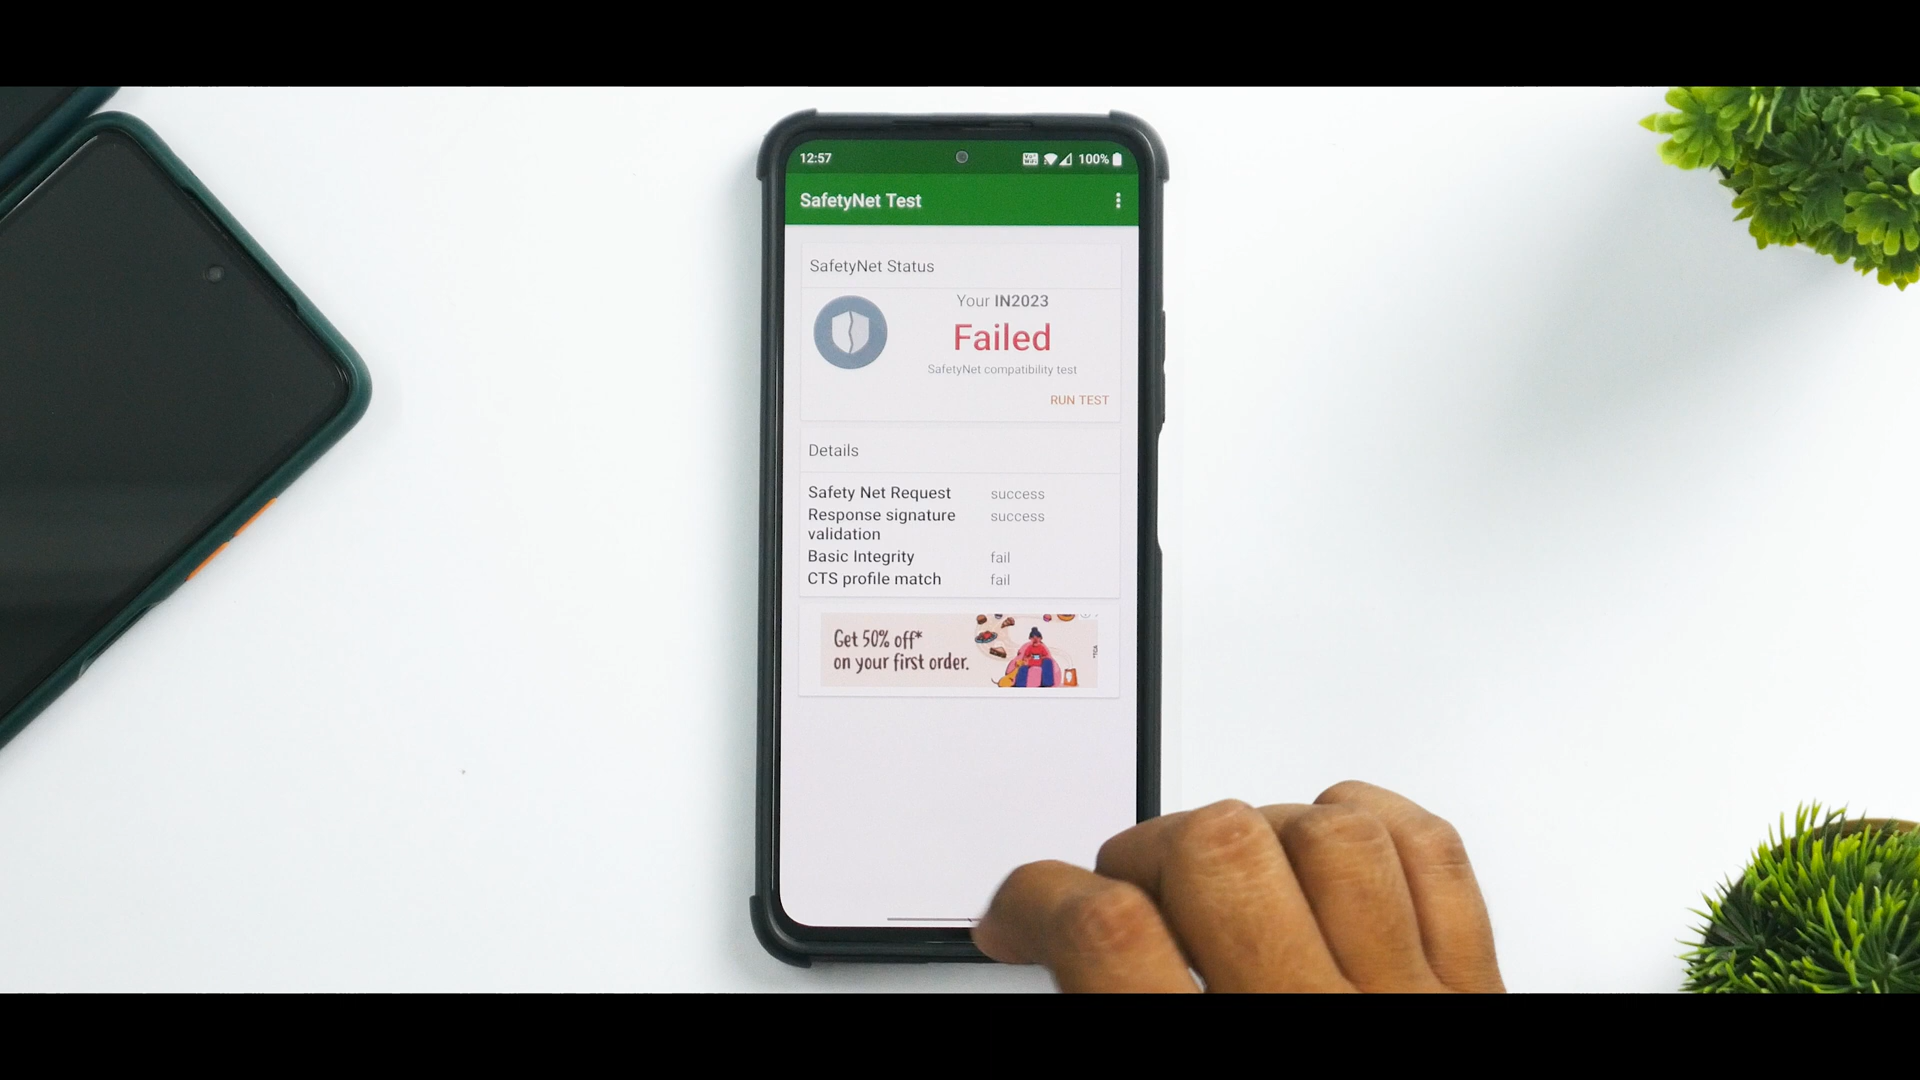 12:57
100%
SafetyNet Test
SafetyNet Status
Your IN2023
Failed
SafetyNet compatibility test
RUN TEST
Details
Safety Net Request success
Response signature success
validation
Basic Integrity fail
CTS profile match fail
Get 50% off*
on your first order.